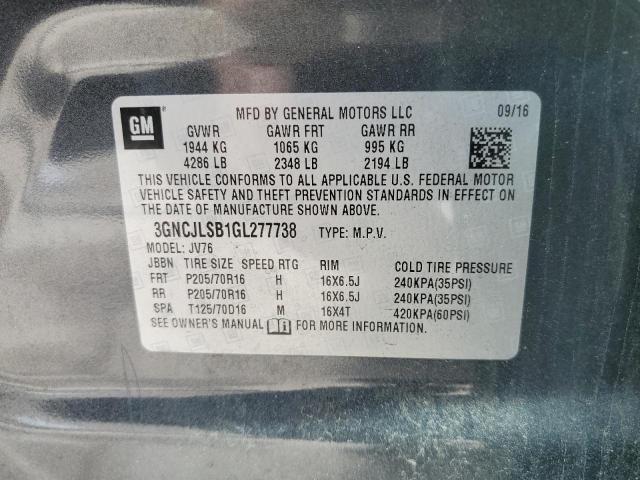 GM ®
MFD BY GENERAL MOTORS LLC 09/16
GVWR GAWR FRT GAWR RR
1944 KG 1065 KG 995 KG
4286 LB 2348 LB 2194 LB
THIS VEHICLE CONFORMS TO ALL APPLICABLE U.S. FEDERAL MOTOR
VEHICLE SAFETY AND THEFT PREVENTION STANDARDS IN EFFECT ON THE
DATE OF MANUFACTURE SHOWN ABOVE.
3GNCJLSB1GL277738 TYPE: M.P.V.
MODEL: JV76
JBBN TIRE SIZE SPEED RTG RIM COLD TIRE PRESSURE
FRT P205/70R16 H 16X6.5J 240KPA(35PSI)
RR P205/70R16 H 16X6.5J 240KPA(35PSI)
SPA T125/70D16 M 16X4T 420KPA(60PSI)
SEE OWNER'S MANUAL i FOR MORE INFORMATION.